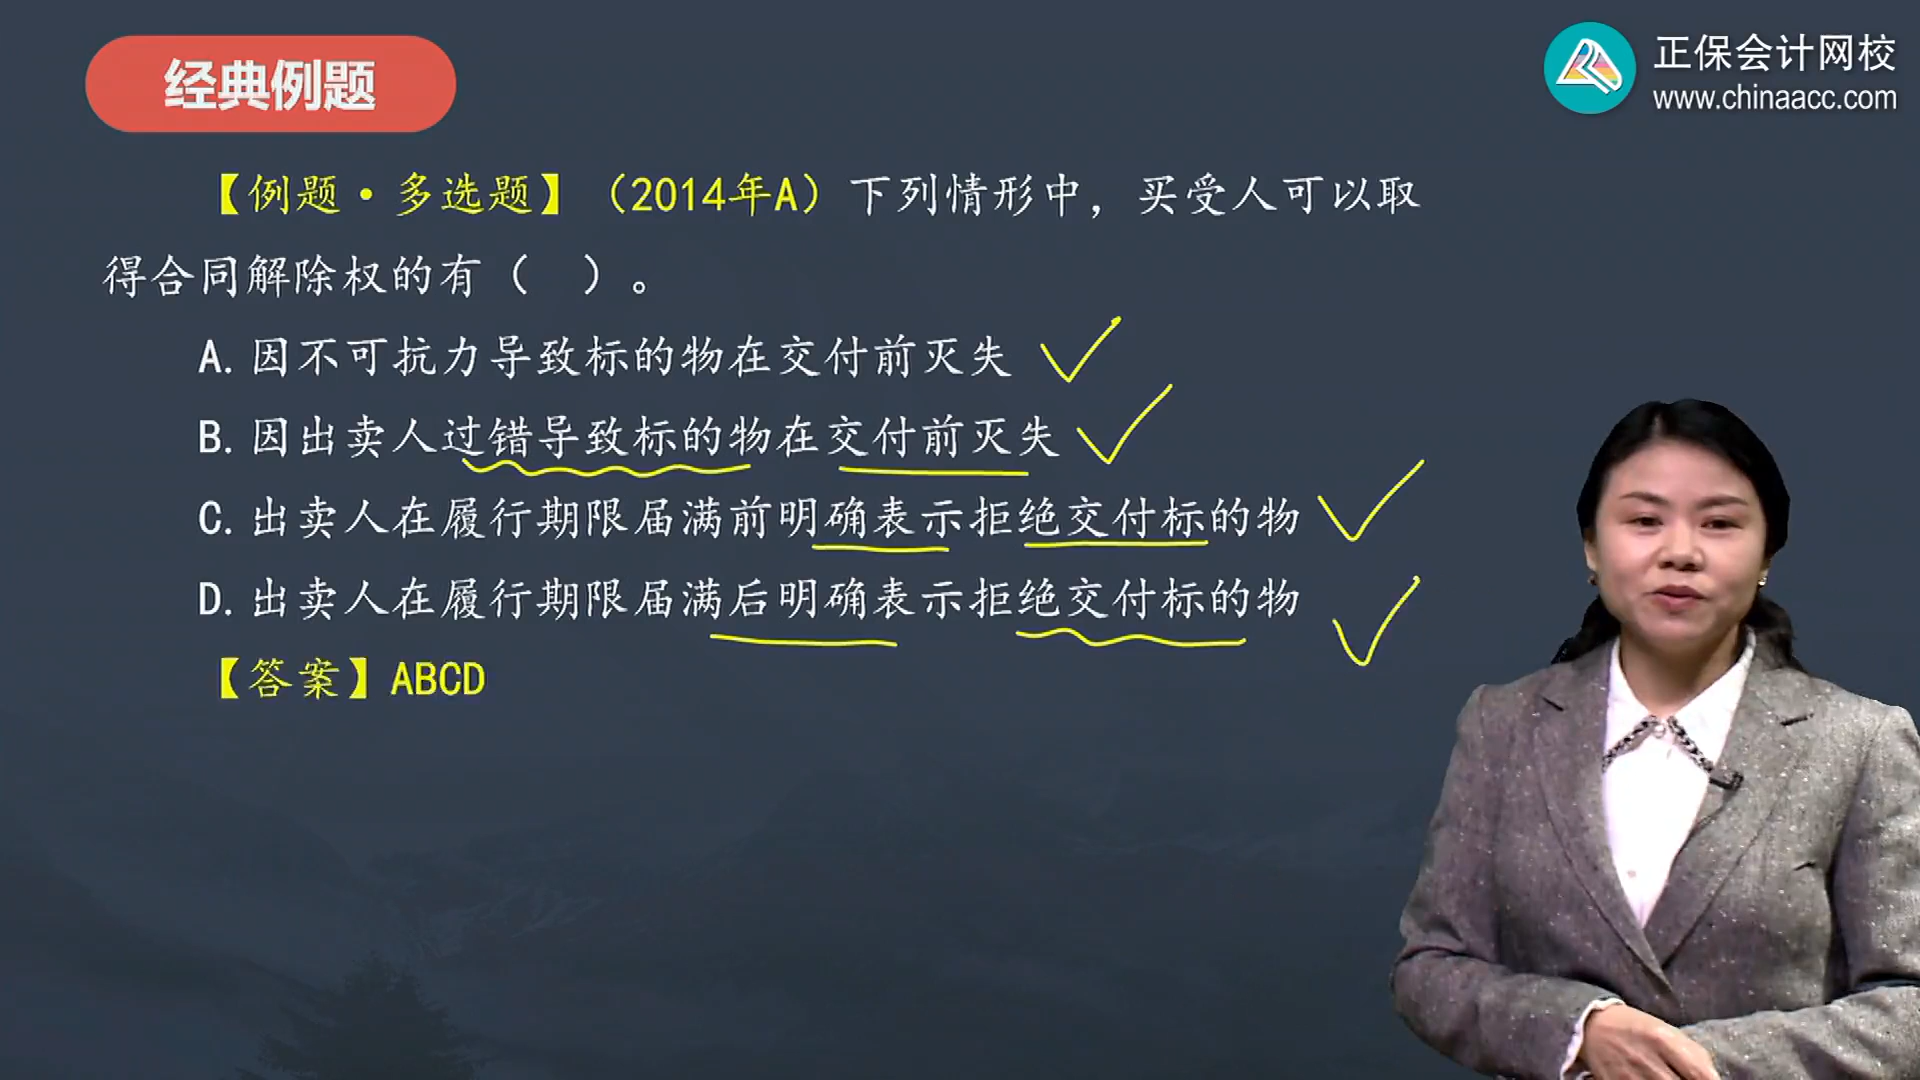 经典例题
正保会计网校
www.chinaacc.com
【例题·多选题】（2014年A）下列情形中，买受人可以取
得合同解除权的有（ ）。
A. 因不可抗力导致标的物在交付前灭失
B. 因出卖人过错导致标的物在交付前灭失
C. 出卖人在履行期限届满前明确表示拒绝交付标的物
D. 出卖人在履行期限届满后明确表示拒绝交付标的物
【答案】ABCD